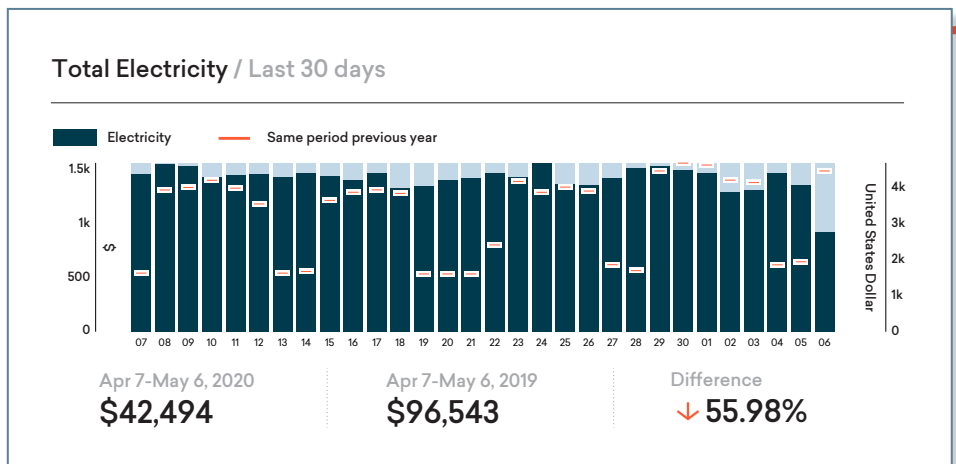 Total Electricity / Last 30 days
Electricity
Same period previous year
1.5k
1k
500
0
$
4k
3k
2k
1k
0
United States Dollar
07 08 09 10 11 12 13 14 15 16 17 18 19 20 21 22 23 24 25 26 27 28 29 30 01 02 03 04 05 06
Apr 7-May 6, 2020
$42,494
Apr 7-May 6, 2019
$96,543
Difference
↓ 55.98%